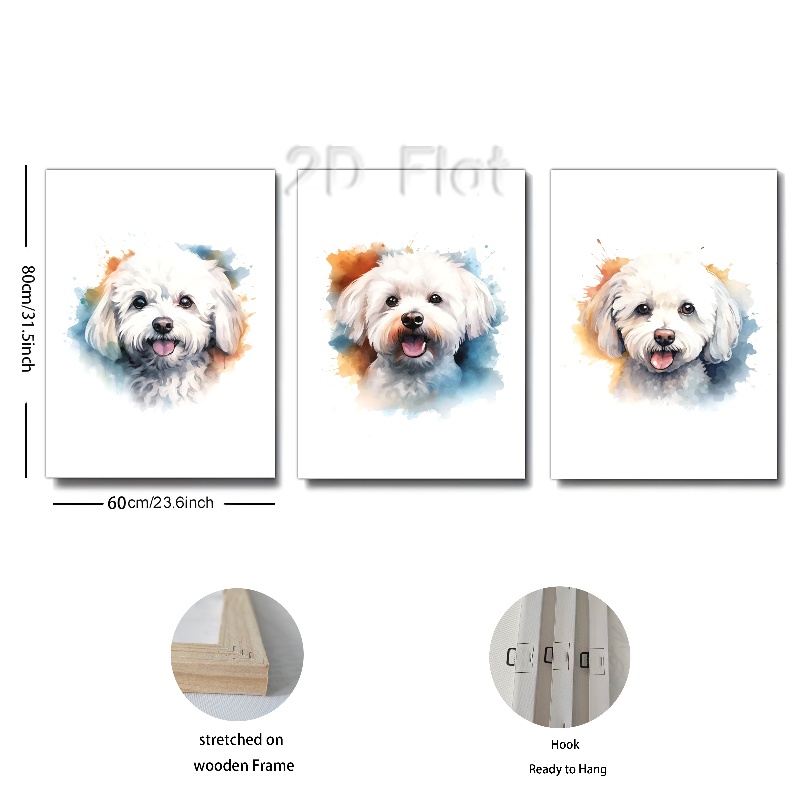 2D Flat
80cm/31.5inch
60cm/23.6inch
stretched on
wooden Frame
Hook
Ready to Hang